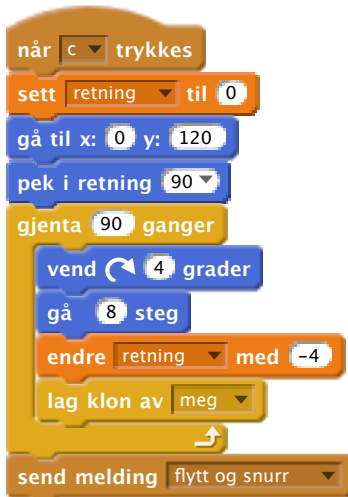 når c trykkes
sett retning til 0
gå til x: 0 y: 120
pek i retning 90
gjenta 90 ganger
vend 4 grader
gå 8 steg
endre retning med -4
lag klon av meg
send melding flytt og snurr